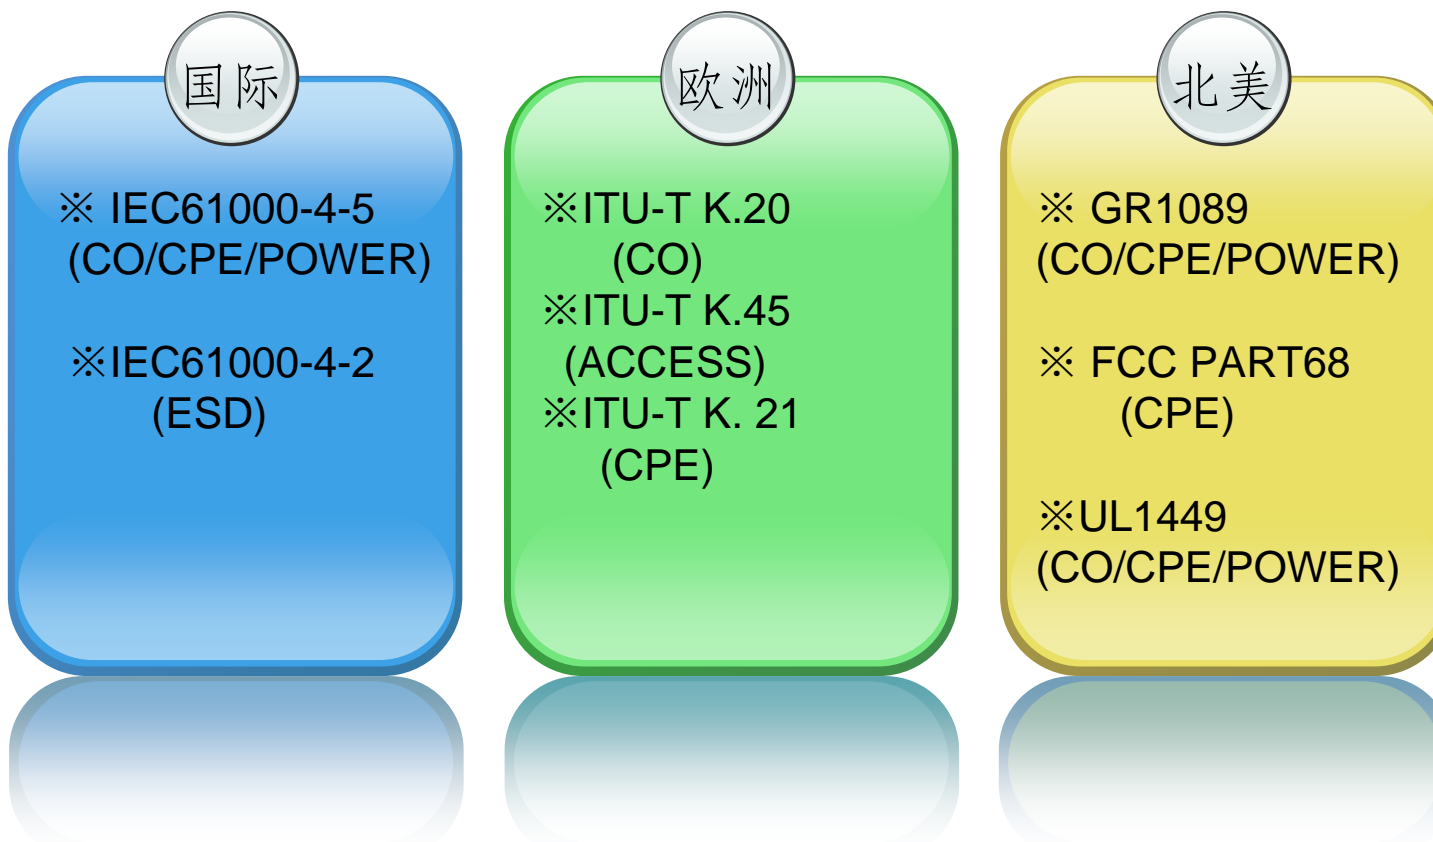 国际
※ IEC61000-4-5
(CO/CPE/POWER)
※IEC61000-4-2
(ESD)
欧洲
※ITU-T K.20
(CO)
※ITU-T K.45
(ACCESS)
※ITU-T K. 21
(CPE)
北美
※ GR1089
(CO/CPE/POWER)
※ FCC PART68
(CPE)
※UL1449
(CO/CPE/POWER)